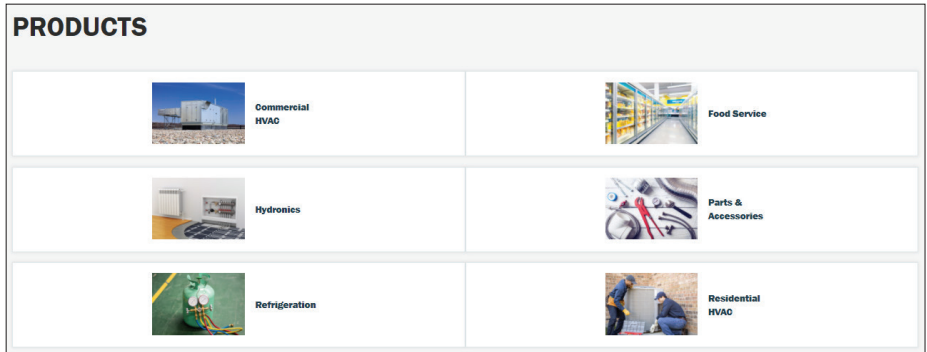 PRODUCTS
Commercial
HVAC
Food Service
Hydronics
Parts &
Accessories
Refrigeration
Residential
HVAC